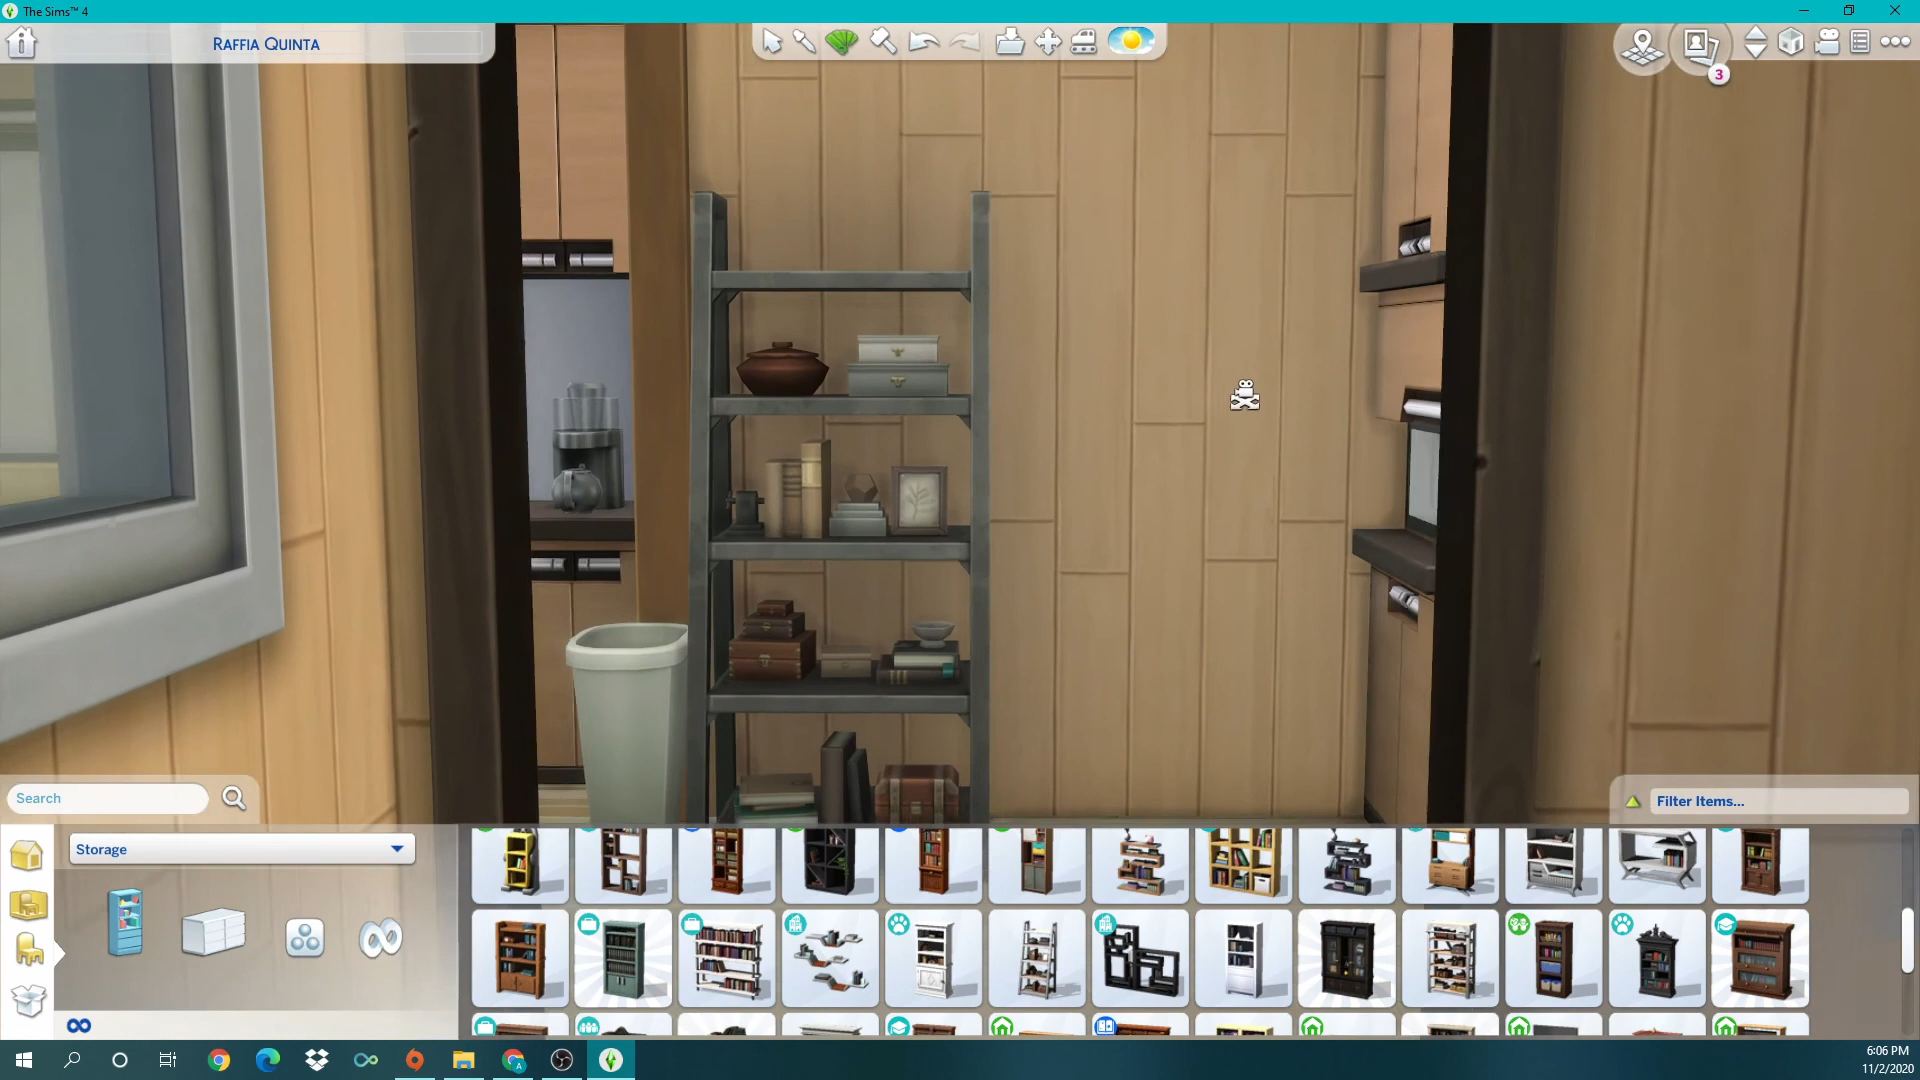 The Sims™ 4
RAFFIA QUINTA
3
Search
Filter Items...
Storage
6:06 PM
11/2/2020